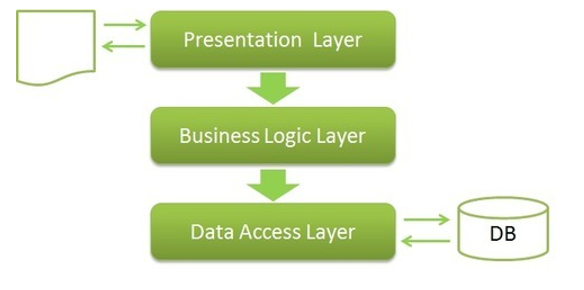 Presentation Layer
Business Logic Layer
Data Access Layer
DB